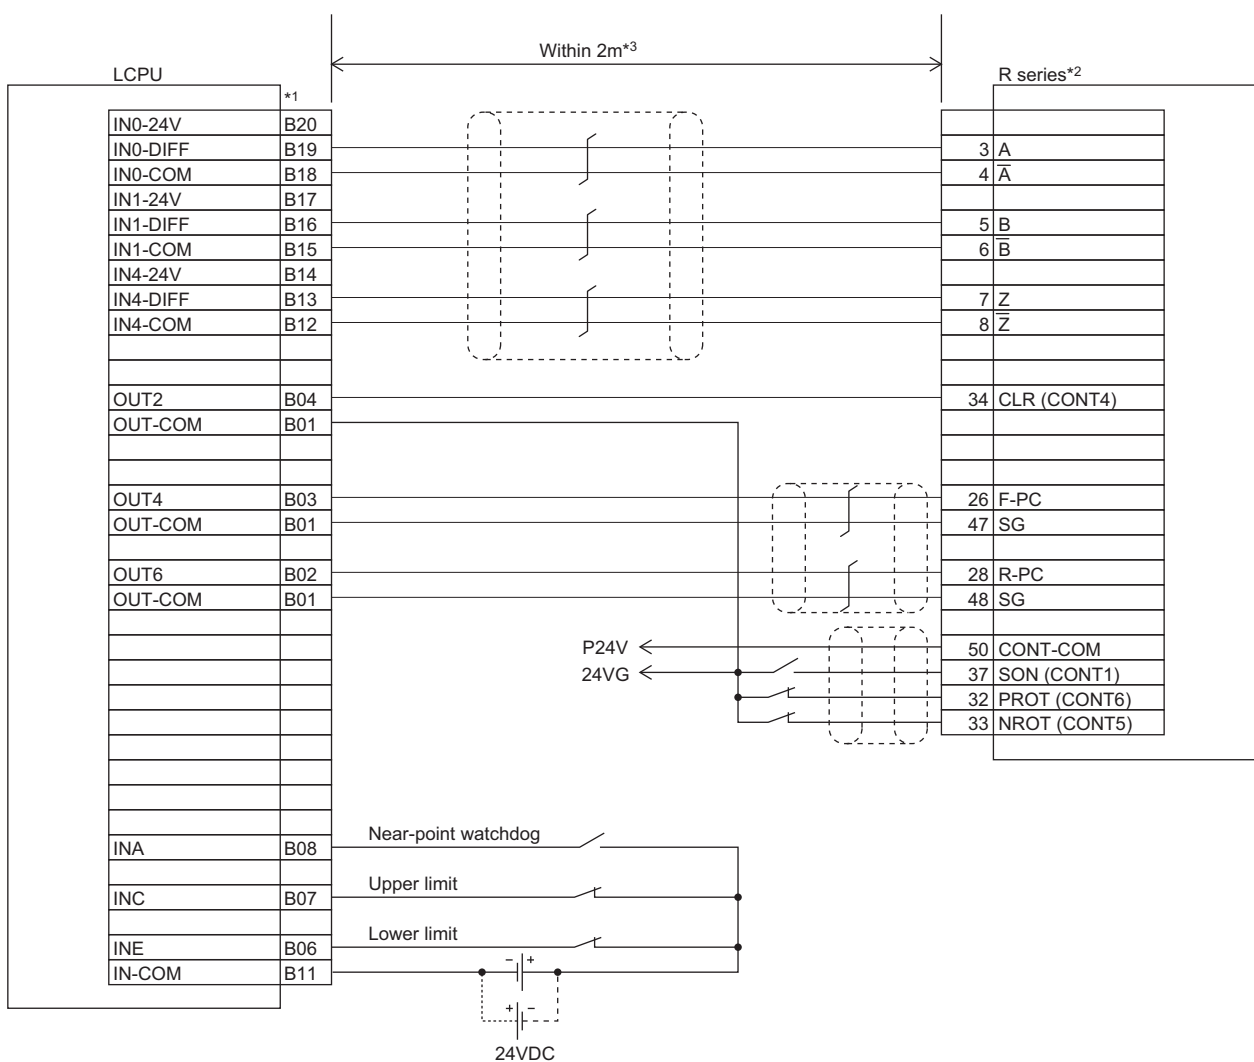 Within 2m*3
LCPU
R series*2
*1
IN0-24V B20
IN0-DIFF B19 3 A
IN0-COM B18 4 A̅
IN1-24V B17
IN1-DIFF B16 5 B
IN1-COM B15 6 B̅
IN4-24V B14
IN4-DIFF B13 7 Z
IN4-COM B12 8 Z̅
OUT2 B04 34 CLR (CONT4)
OUT-COM B01
OUT4 B03 26 F-PC
OUT-COM B01 47 SG
OUT6 B02 28 R-PC
OUT-COM B01 48 SG
P24V 50 CONT-COM
24VG 37 SON (CONT1)
32 PROT (CONT6)
33 NROT (CONT5)
Near-point watchdog
INA B08
Upper limit
INC B07
Lower limit
INE B06
IN-COM B11 - +
+ -
24VDC